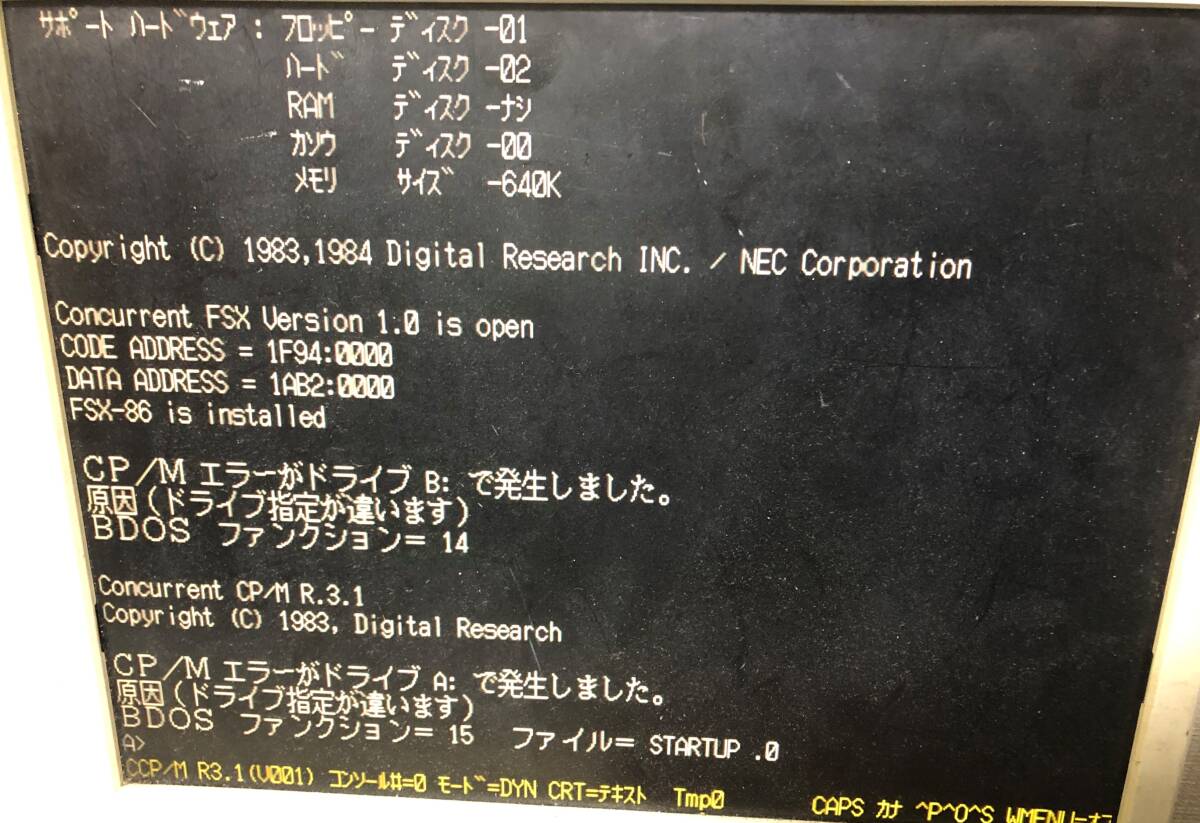 サポート ハードウェア : フロッピー ディスク -01
ハード ディスク -02
RAM ディスク -ナシ
カソウ ディスク -00
メモリ サイズ -640K
Copyright (C) 1983,1984 Digital Research INC. / NEC Corporation
Concurrent FSX Version 1.0 is open
CODE ADDRESS = 1F94:0000
DATA ADDRESS = 1AB2:0000
FSX-86 is installed
CP/M エラーがドライブ B: で発生しました。
原因(ドライブ指定が違います)
BDOS ファンクション= 14
Concurrent CP/M R.3.1
Copyright (C) 1983, Digital Research
CP/M エラーがドライブ A: で発生しました。
原因(ドライブ指定が違います)
BDOS ファンクション= 15 ファイル= STARTUP .0
A>
CCP/M R3.1(V001) コンソール#=0 モード=DYN CRT=テキスト Tmp0 CAPS カナ ^P^O^S WMENU=オフ